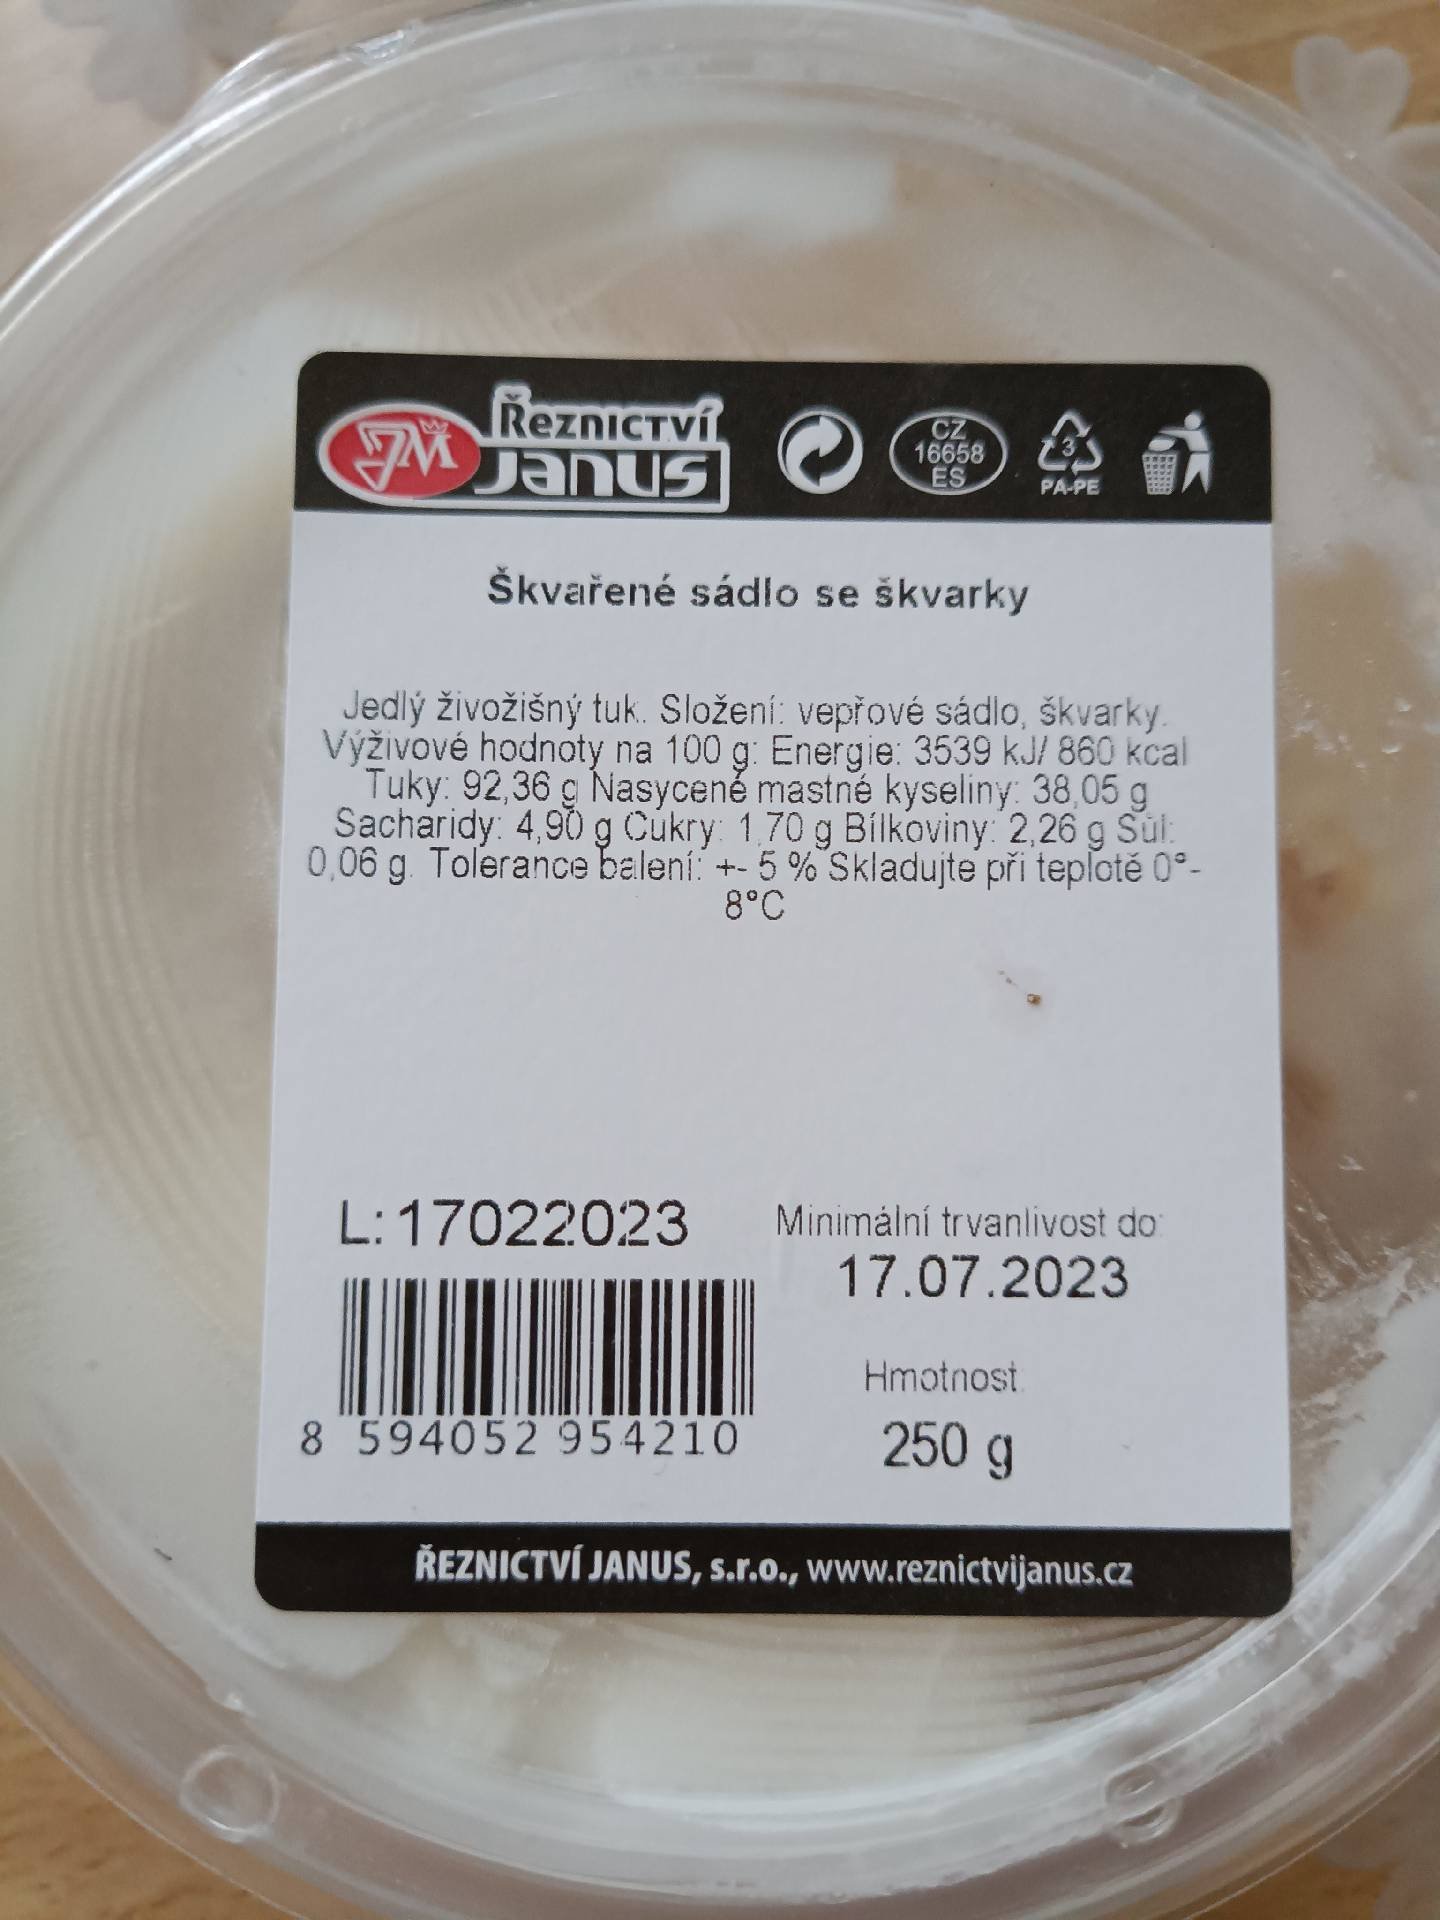 JM Řeznictví
Janus
CZ
16658
ES
3
PA-PE
Škvařené sádlo se škvarky
Jedlý živožišný tuk. Složení: vepřové sádlo, škvarky.
Výživové hodnoty na 100 g: Energie: 3539 kJ/ 860 kcal
Tuky: 92,36 g Nasycené mastné kyseliny: 38,05 g
Sacharidy: 4,90 g Cukry: 1,70 g Bílkoviny: 2,26 g Sůl:
0,06 g. Tolerance balení: +- 5 % Skladujte při teplotě 0°-
8°C
L: 17022023
Minimální trvanlivost do:
17.07.2023
Hmotnost:
250 g
8 594052 954210
ŘEZNICTVÍ JANUS, s.r.o., www.reznictvijanus.cz